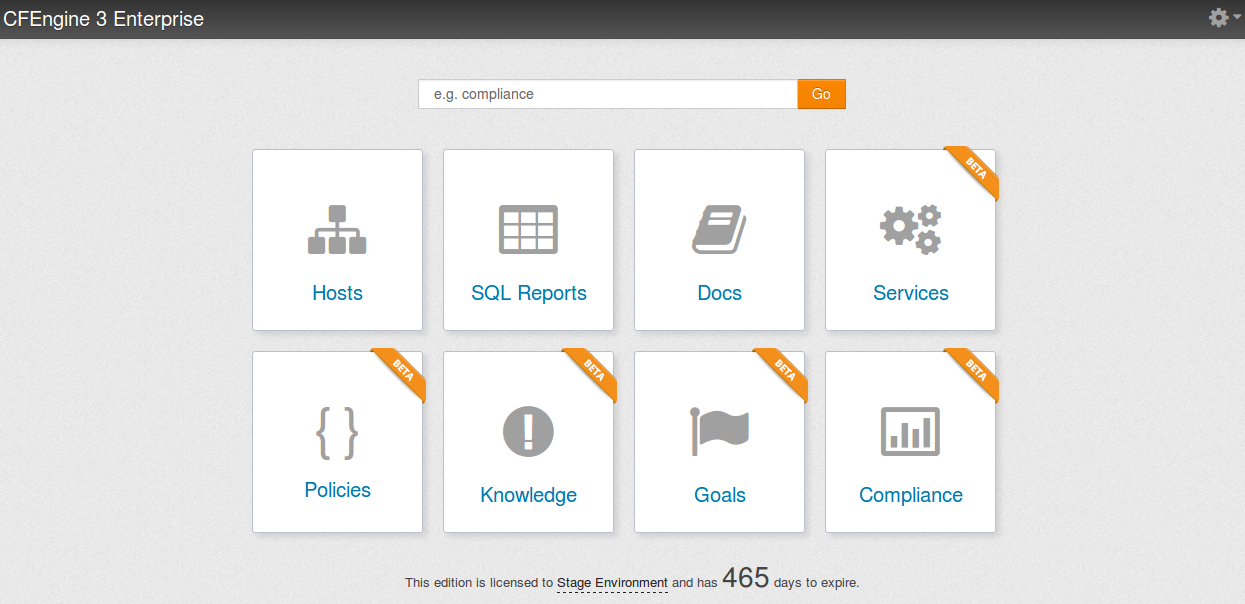 CFEngine 3 Enterprise
e.g. compliance
Go
BETA
Hosts
SQL Reports
Docs
Services
BETA
BETA
BETA
BETA
{ }
Policies
Knowledge
Goals
Compliance
This edition is licensed to Stage Environment and has 465 days to expire.